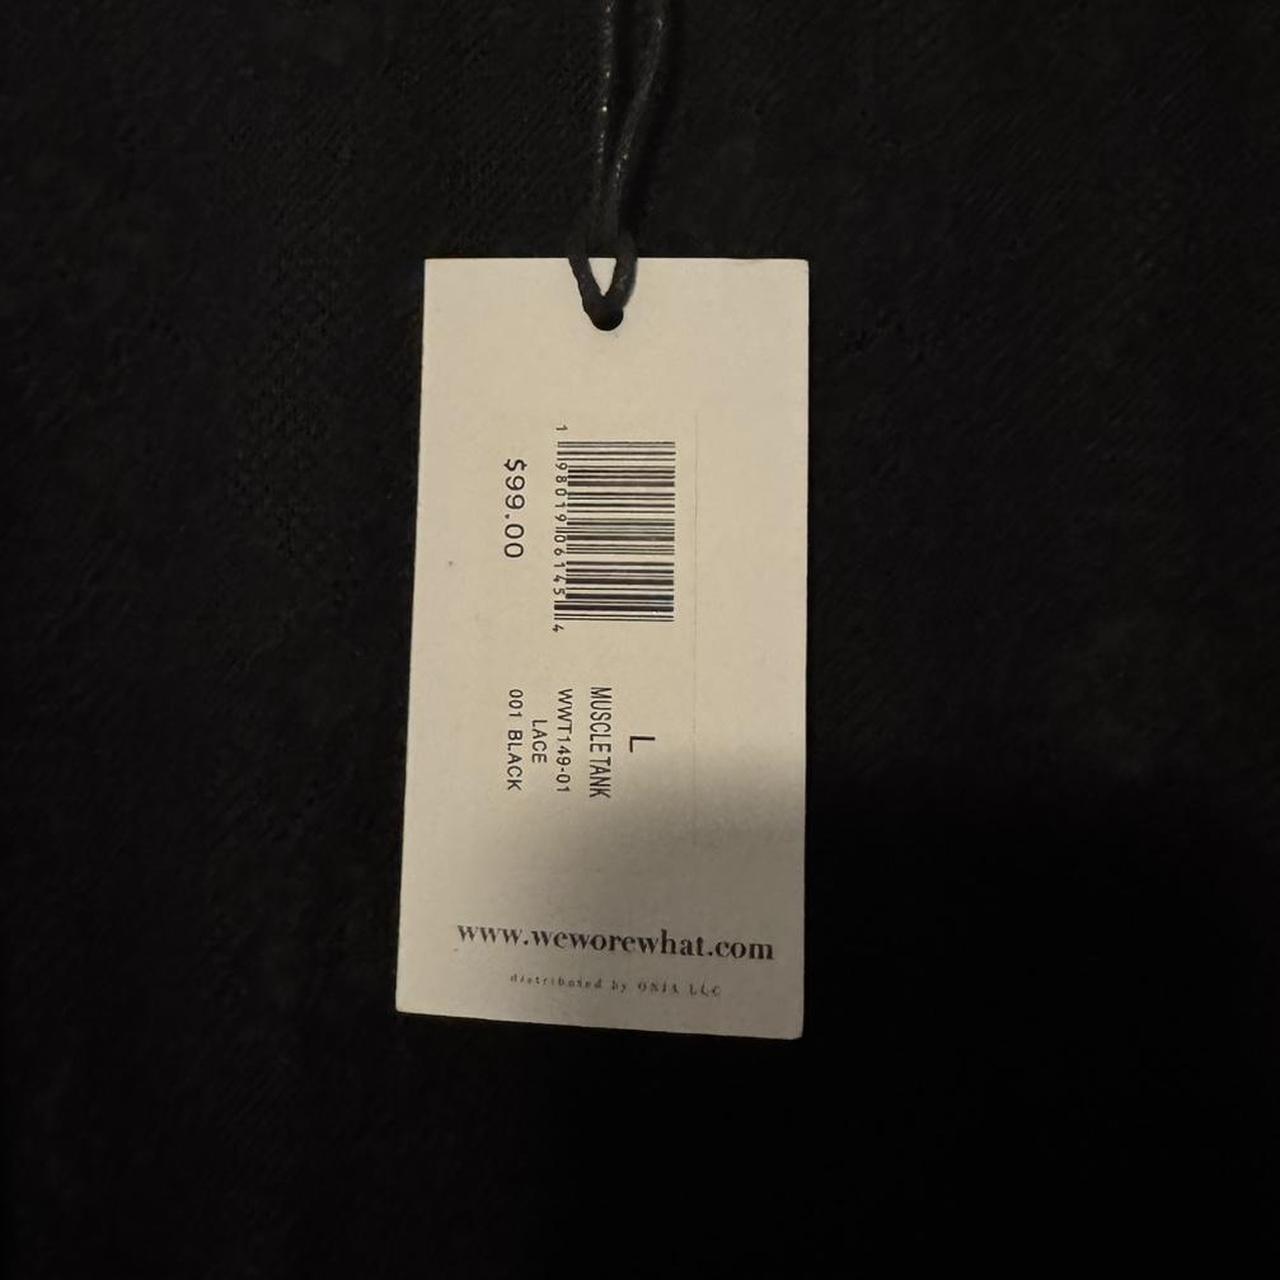 L
MUSCLE TANK
WWT149-01
LACE
001 BLACK
1 98019 06145 4
$99.00
www.weworewhat.com
distributed by ONIA LLC